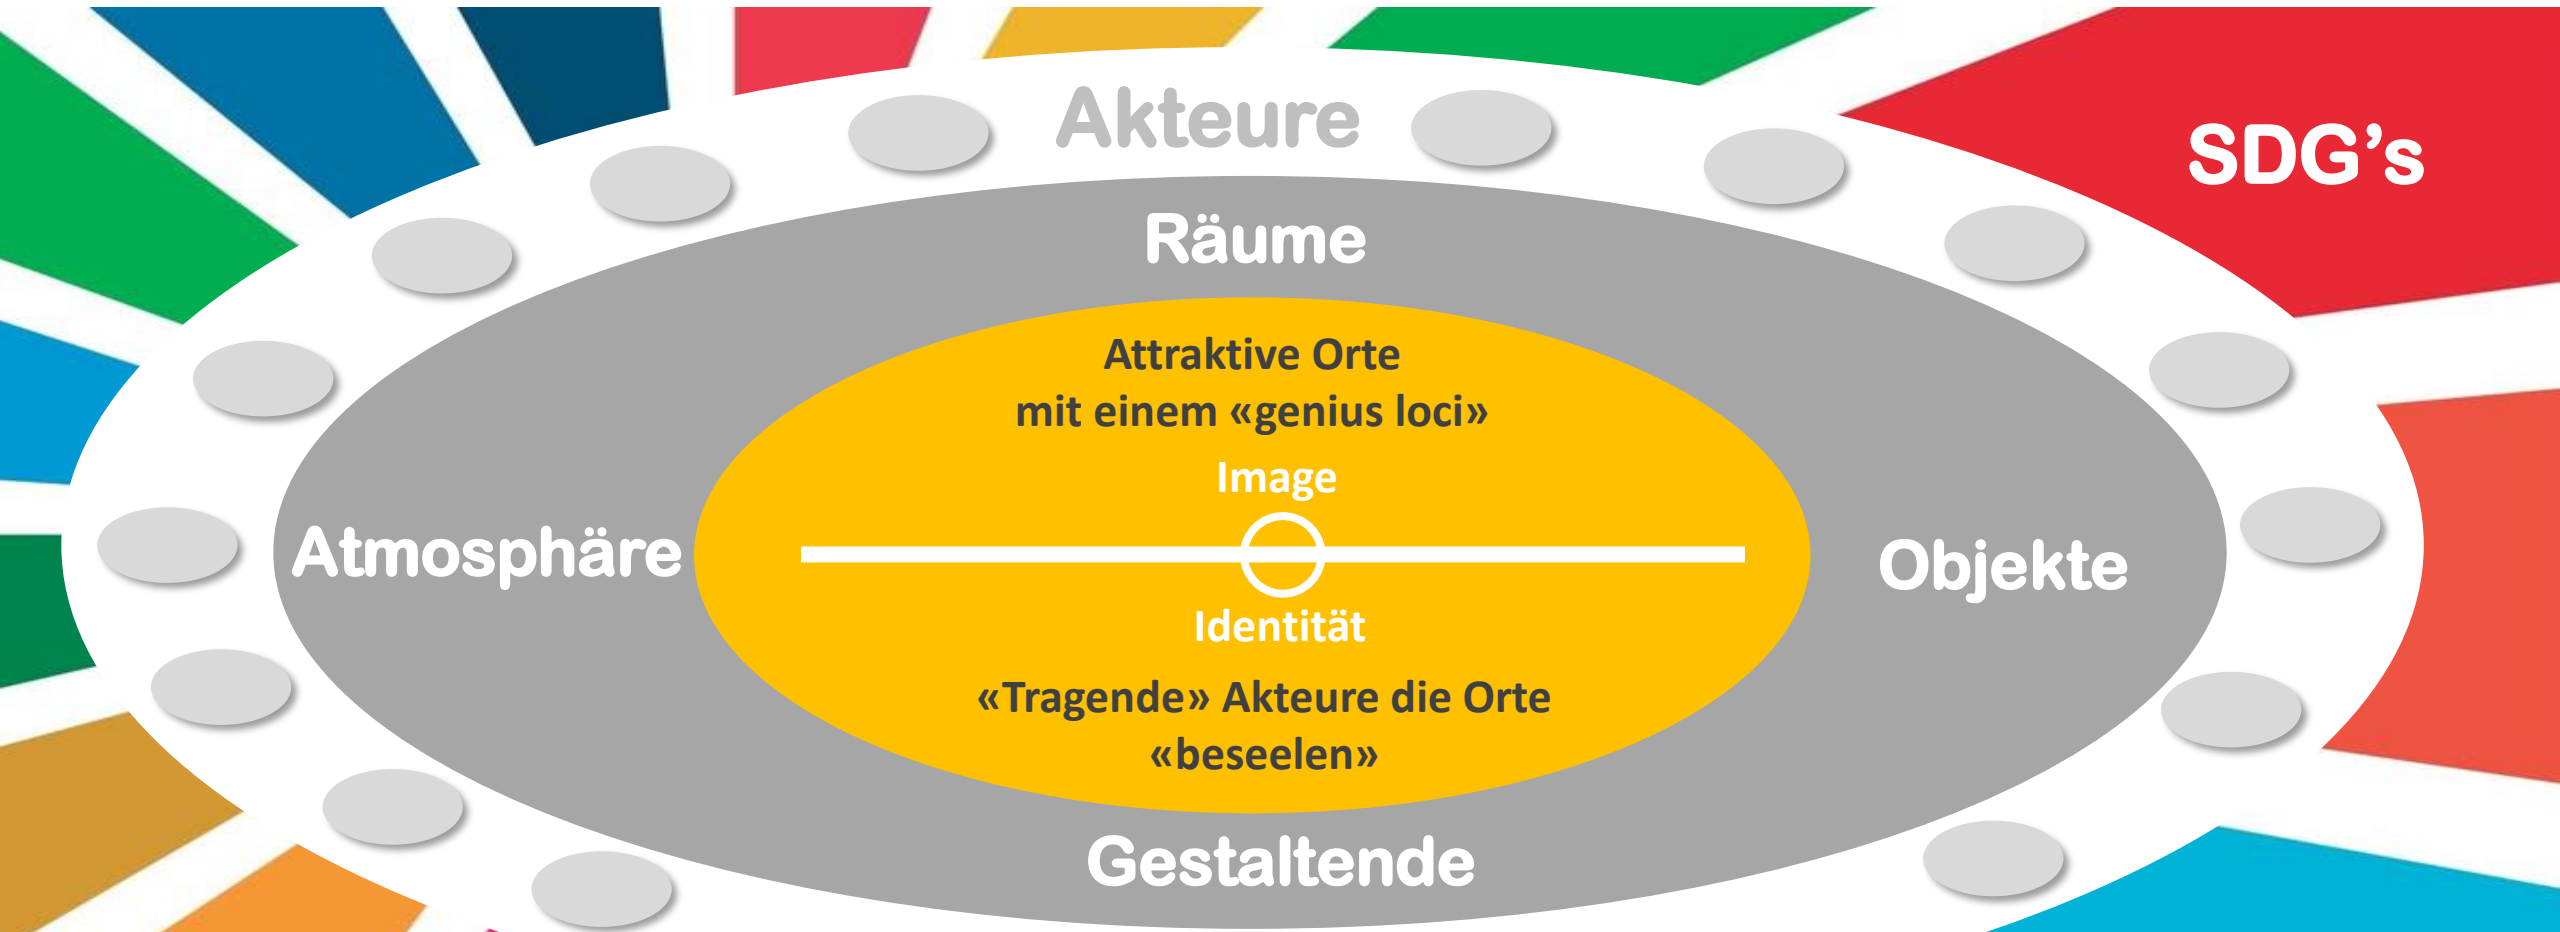 Akteure
SDG’s
Räume
Attraktive Orte
mit einem «genius loci»
Image
Atmosphäre
Objekte
Identität
«Tragende» Akteure die Orte
«beseelen»
Gestaltende